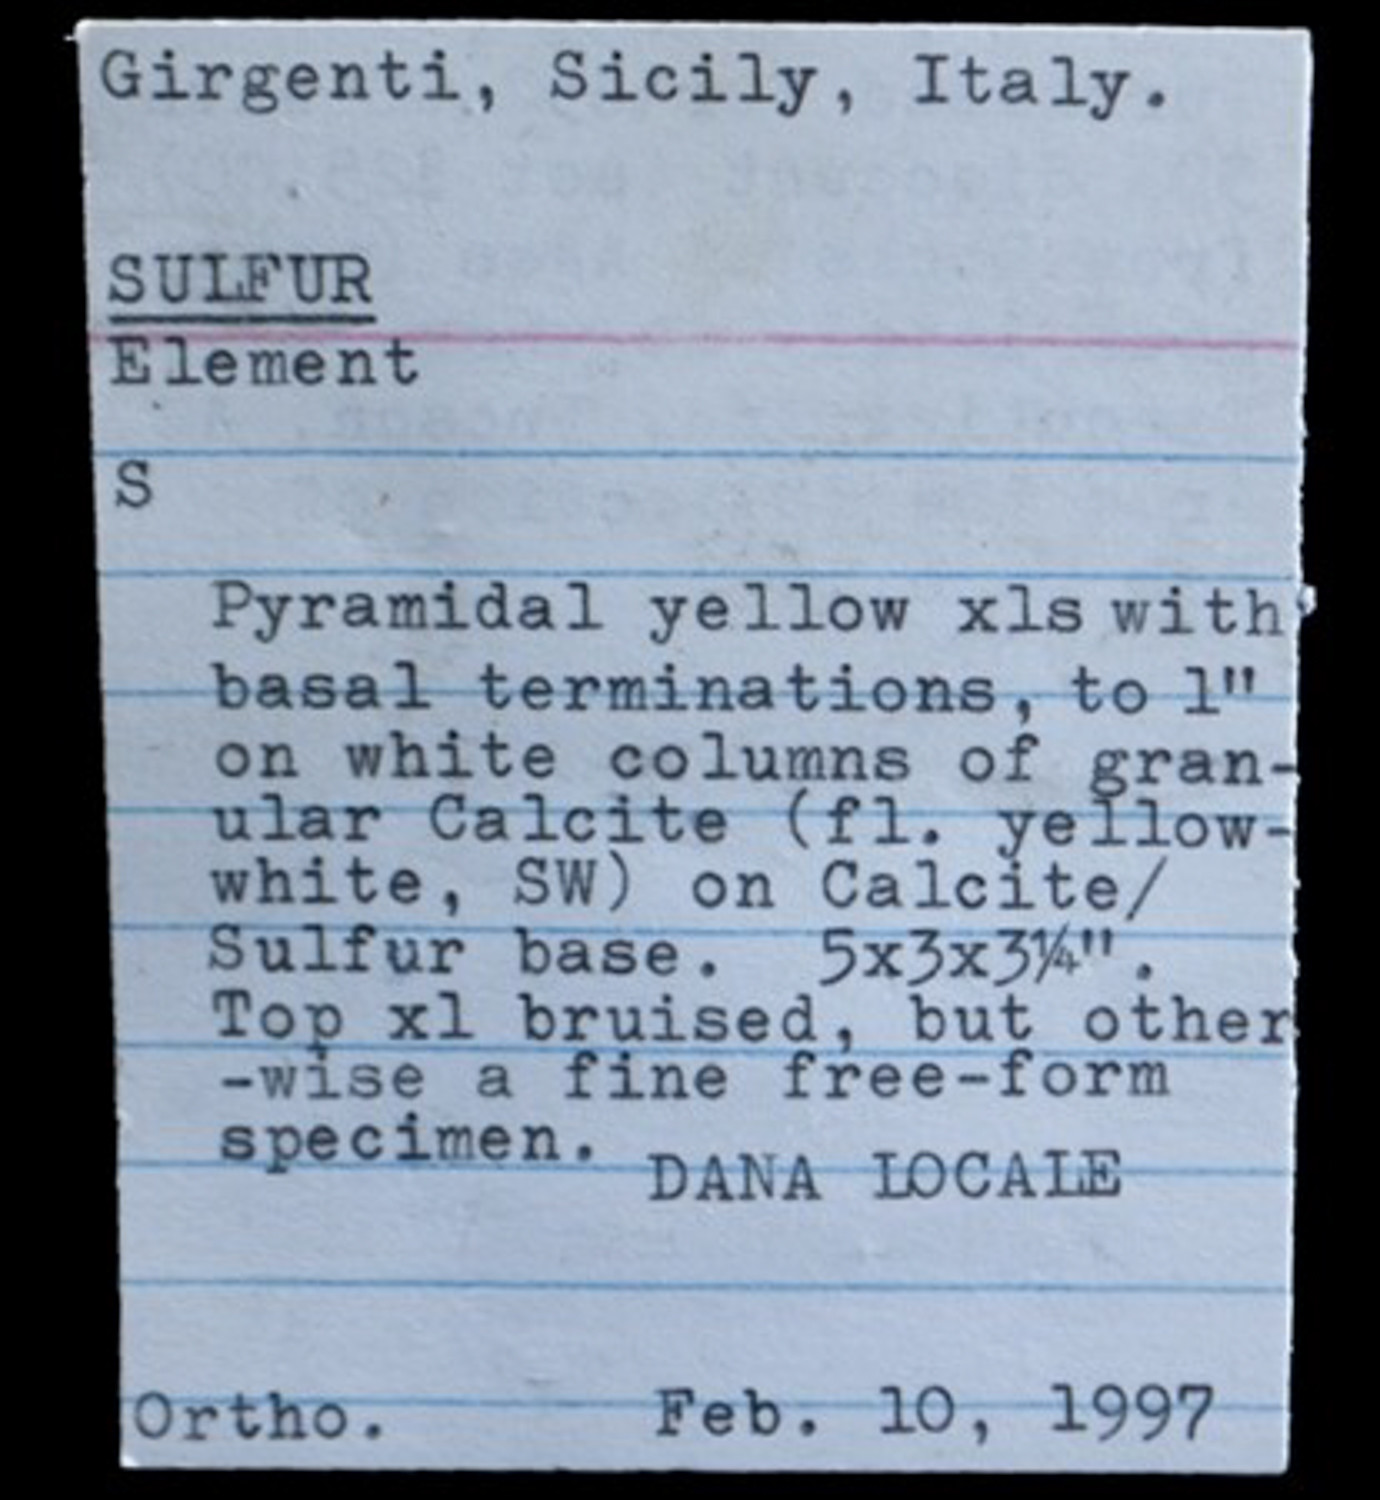 Girgenti, Sicily, Italy.
SULFUR
Element
S
Pyramidal yellow xls with
basal terminations, to 1"
on white columns of gran-
ular Calcite (fl. yellow-
white, SW) on Calcite/
Sulfur base. 5x3x3¼".
Top xl bruised, but other
-wise a fine free-form
specimen.
DANA LOCALE
Ortho. Feb. 10, 1997